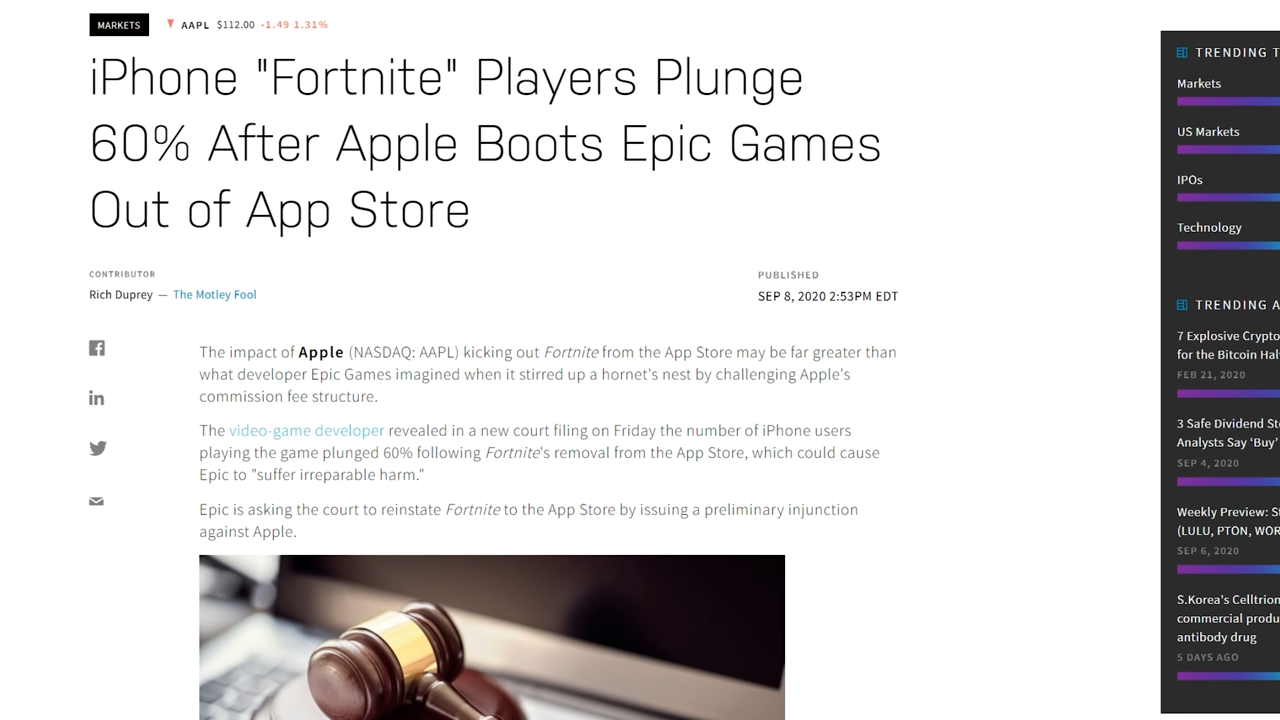 MARKETS
AAPL $112.00 -1.49 1.31%
iPhone "Fortnite" Players Plunge
60% After Apple Boots Epic Games
Out of App Store
CONTRIBUTOR
Rich Duprey — The Motley Fool
PUBLISHED
SEP 8, 2020 2:53PM EDT
The impact of Apple (NASDAQ: AAPL) kicking out Fortnite from the App Store may be far greater than
what developer Epic Games imagined when it stirred up a hornet's nest by challenging Apple's
commission fee structure.
The video-game developer revealed in a new court filing on Friday the number of iPhone users
playing the game plunged 60% following Fortnite's removal from the App Store, which could cause
Epic to "suffer irreparable harm."
Epic is asking the court to reinstate Fortnite to the App Store by issuing a preliminary injunction
against Apple.
TRENDING T
Markets
US Markets
IPOs
Technology
TRENDING A
7 Explosive Crypto
for the Bitcoin Hal
FEB 21, 2020
3 Safe Dividend Sto
Analysts Say ‘Buy’
SEP 4, 2020
Weekly Preview: St
(LULU, PTON, WOR
SEP 6, 2020
S.Korea's Celltrion
commercial produ
antibody drug
5 DAYS AGO